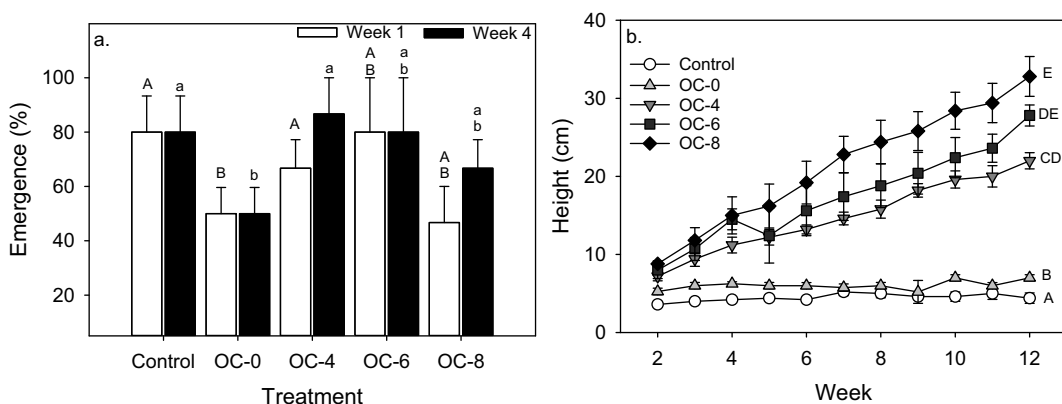 a.
Week 1
Week 4
100
80
60
40
20
Emergence (%)
A
a
B
b
A
a
A
B
a
b
A
B
a
b
Control
OC-0
OC-4
OC-6
OC-8
Treatment
b.
Control
OC-0
OC-4
OC-6
OC-8
40
30
20
10
0
Height (cm)
E
DE
CD
B
A
2
4
6
8
10
12
Week